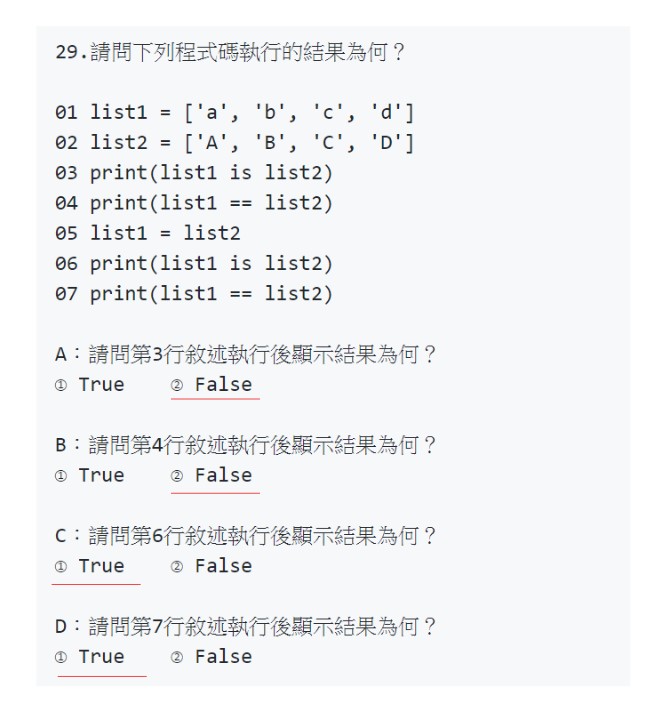 29.請問下列程式碼執行的結果為何？
01 list1 = ['a', 'b', 'c', 'd']
02 list2 = ['A', 'B', 'C', 'D']
03 print(list1 is list2)
04 print(list1 == list2)
05 list1 = list2
06 print(list1 is list2)
07 print(list1 == list2)
A：請問第3行敘述執行後顯示結果為何？
① True ② False
B：請問第4行敘述執行後顯示結果為何？
① True ② False
C：請問第6行敘述執行後顯示結果為何？
① True ② False
D：請問第7行敘述執行後顯示結果為何？
① True ② False